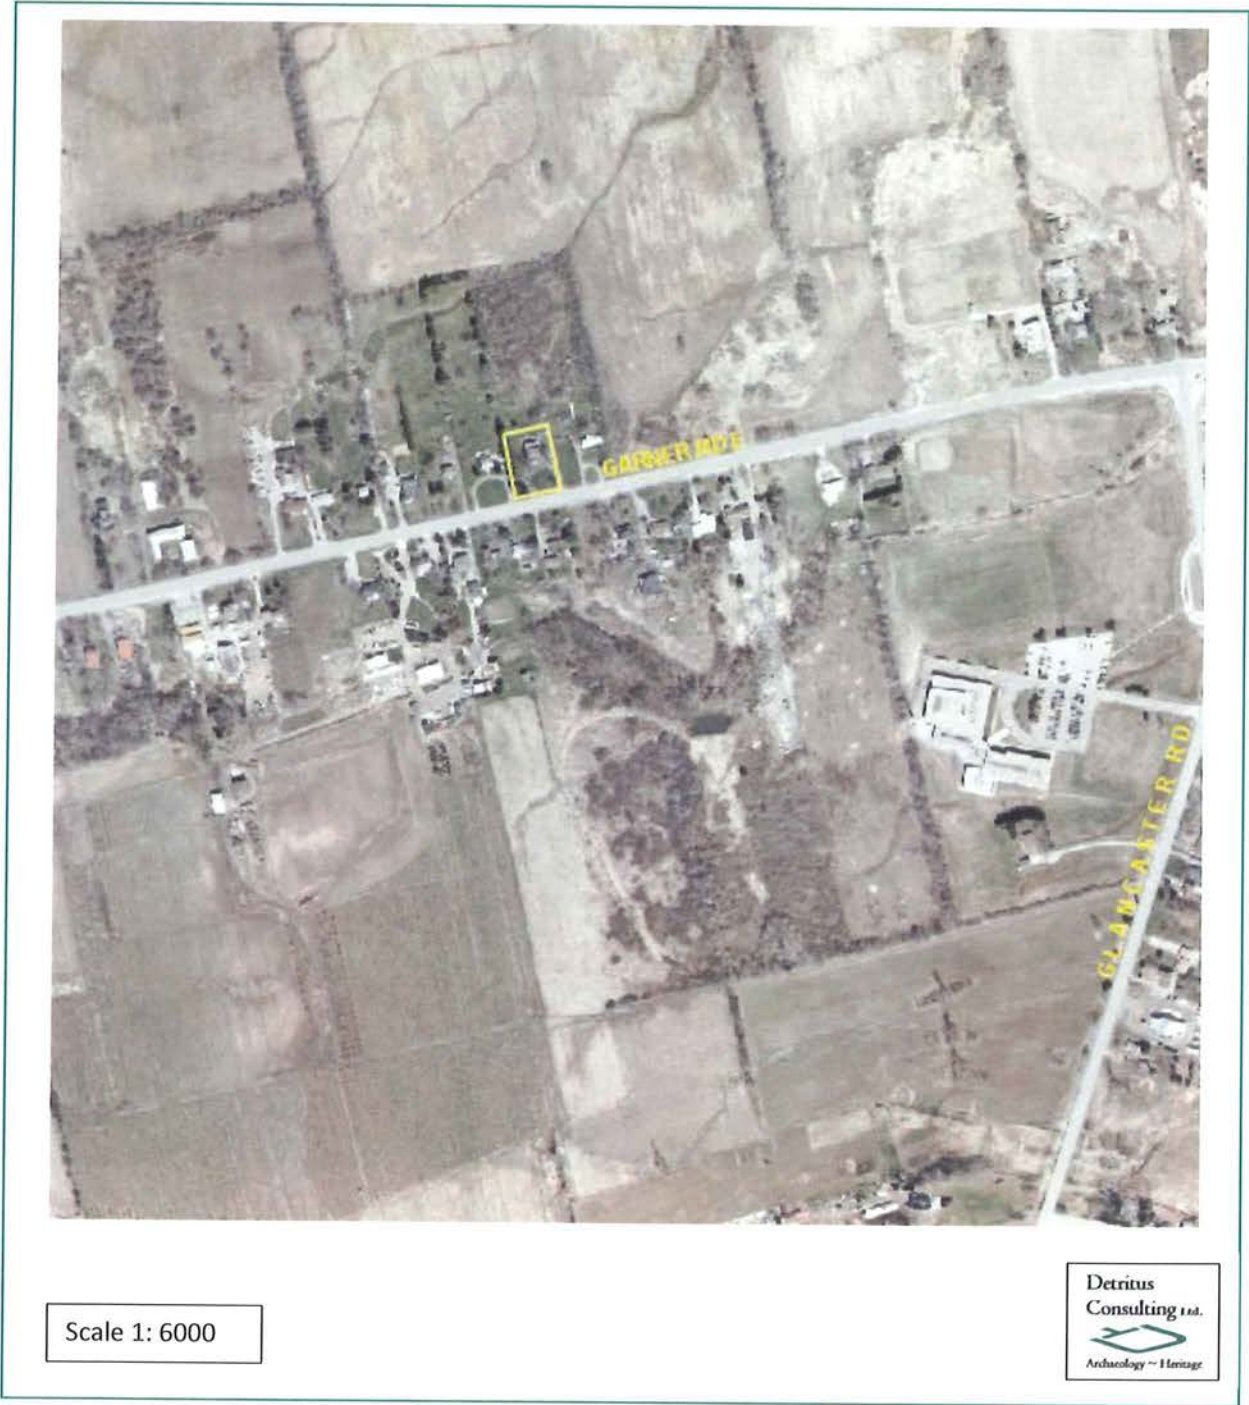 GARNER RD E
GLANCASTER RD
Scale 1: 6000
Detritus
Consulting Ltd.
Archaeology ~ Heritage